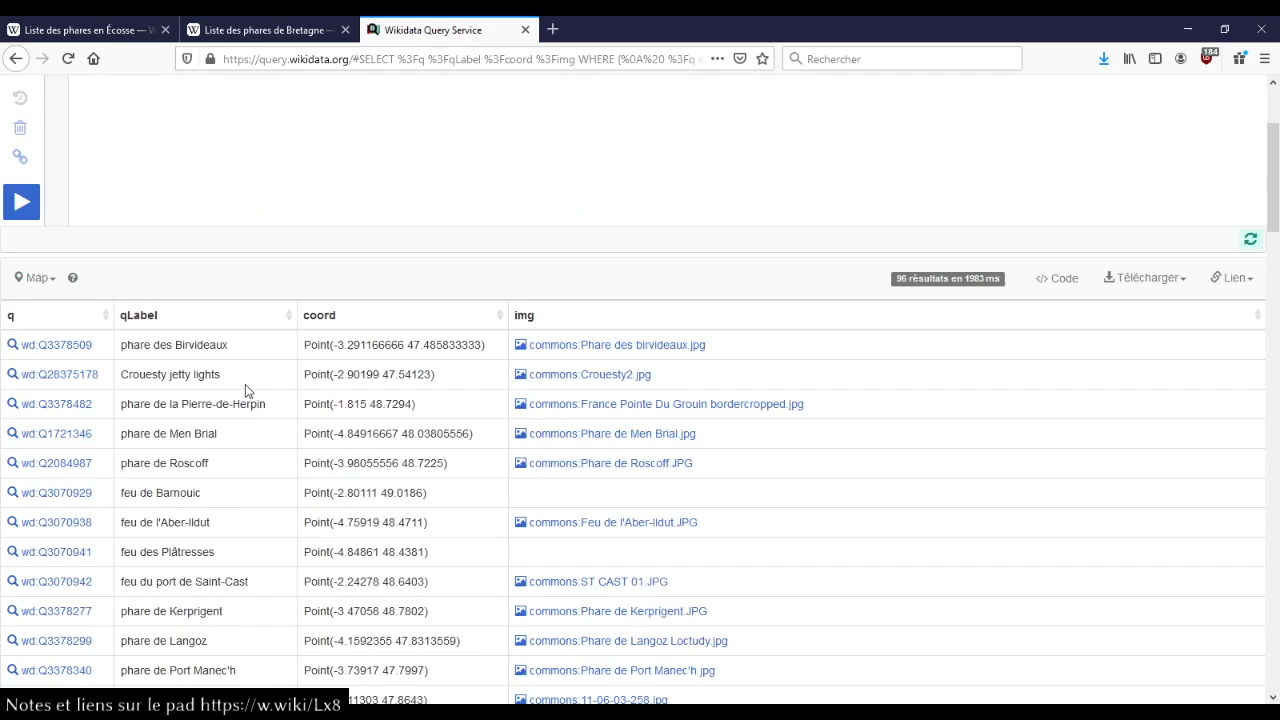 Liste des phares en Écosse — W
Liste des phares de Bretagne — W
Wikidata Query Service
https://query.wikidata.org/#SELECT %3Fq %3FqLabel %3Fcoord %3Fimg WHERE {%0A%20 %3Fq w
Rechercher
184
Map
96 résultats en 1983 ms
</> Code
Télécharger
Lien
q qLabel coord img
wd:Q3378509 phare des Birvideaux Point(-3.291166666 47.485833333) commons:Phare des birvideaux.jpg
wd:Q28375178 Crouesty jetty lights Point(-2.90199 47.54123) commons:Crouesty2.jpg
wd:Q3378482 phare de la Pierre-de-Herpin Point(-1.815 48.7294) commons:France Pointe Du Grouin bordercropped.jpg
wd:Q1721346 phare de Men Brial Point(-4.84916667 48.03805556) commons:Phare de Men Brial.jpg
wd:Q2084987 phare de Roscoff Point(-3.98055556 48.7225) commons:Phare de Roscoff.JPG
wd:Q3070929 feu de Barnouic Point(-2.80111 49.0186)
wd:Q3070938 feu de l'Aber-Ildut Point(-4.75919 48.4711) commons:Feu de l'Aber-Ildut.JPG
wd:Q3070941 feu des Plâtresses Point(-4.84861 48.4381)
wd:Q3070942 feu du port de Saint-Cast Point(-2.24278 48.6403) commons:ST CAST 01.JPG
wd:Q3378277 phare de Kerprigent Point(-3.47058 48.7802) commons:Phare de Kerprigent.JPG
wd:Q3378299 phare de Langoz Point(-4.1592355 47.8313559) commons:Phare de Langoz Loctudy.jpg
wd:Q3378340 phare de Port Manec'h Point(-3.73917 47.7997) commons:Phare de Port Manec'h.jpg
11303 47.8643) commons:11-06-03-258.jpg
Notes et liens sur le pad https://w.wiki/Lx8